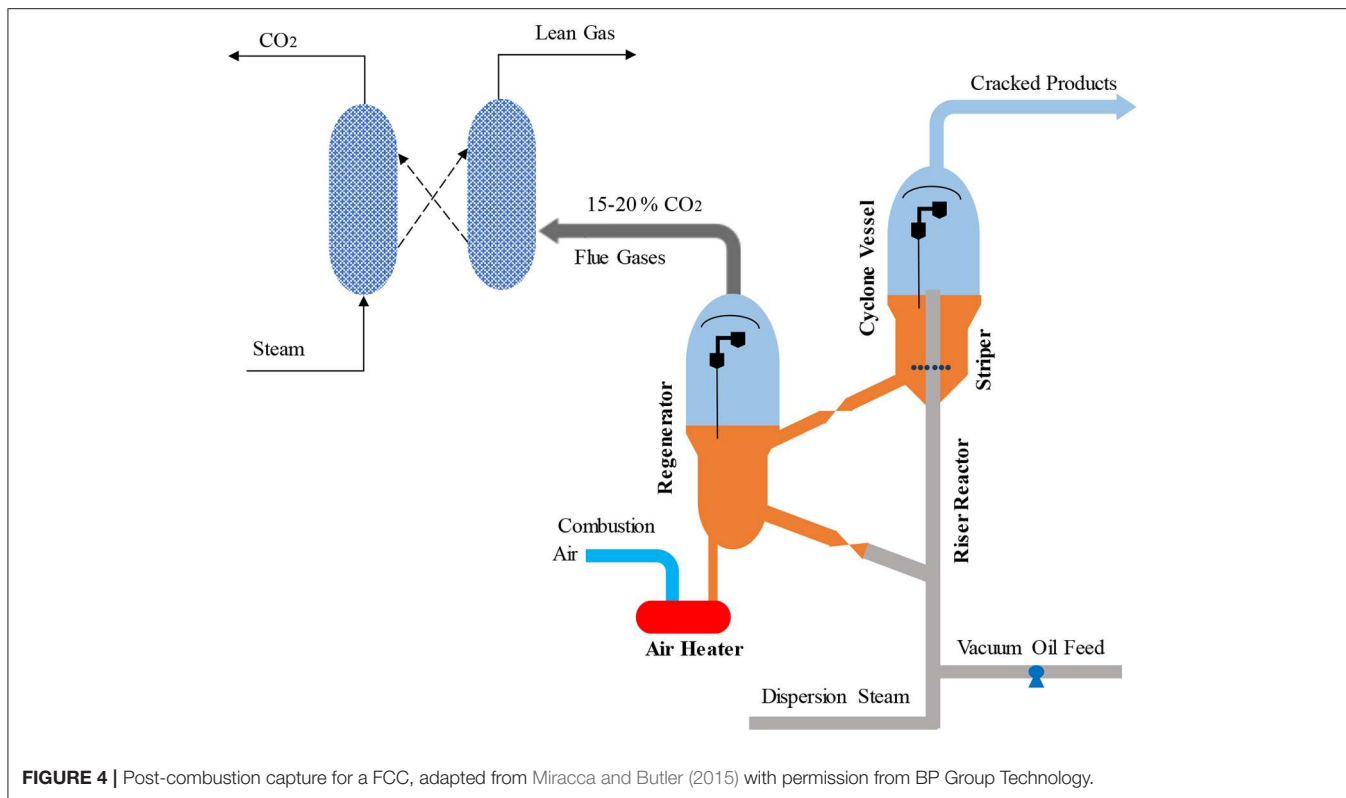 CO2
Lean Gas
Cracked Products
15-20 % CO2
Flue Gases
Cyclone Vessel
Steam
Striper
Regenerator
Riser Reactor
Combustion
Air
Air Heater
Vacuum Oil Feed
Dispersion Steam
FIGURE 4 | Post-combustion capture for a FCC, adapted from Miracca and Butler (2015) with permission from BP Group Technology.